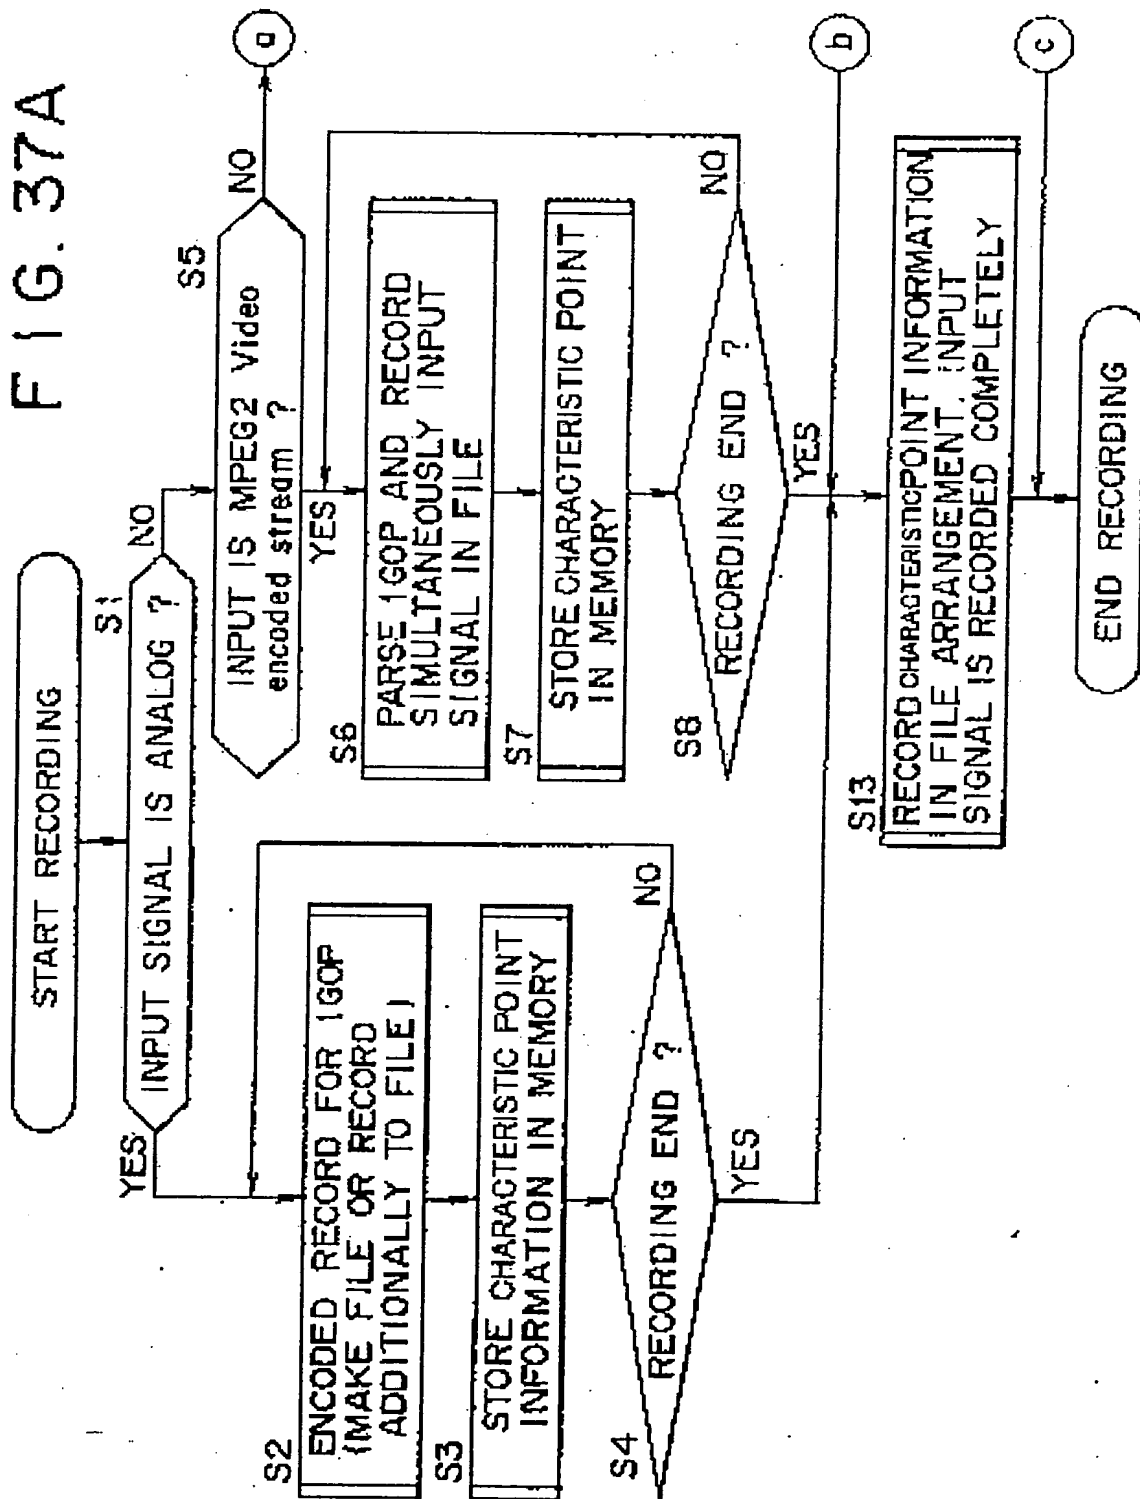 FIG. 37A
START RECORDING
S1
INPUT SIGNAL IS ANALOG ?
YES
NO
S2
ENCODED RECORD FOR 1GOP
(MAKE FILE OR RECORD
ADDITIONALLY TO FILE)
S3
STORE CHARACTERISTIC POINT
INFORMATION IN MEMORY
S4
RECORDING END ?
NO
YES
S5
INPUT IS MPEG2 Video
encoded stream ?
NO
a
YES
S6
PARSE 1GOP AND RECORD
SIMULTANEOUSLY INPUT
SIGNAL IN FILE
S7
STORE CHARACTERISTIC POINT
IN MEMORY
S8
RECORDING END ?
NO
YES
b
S13
RECORD CHARACTERISTIC POINT INFORMATION
IN FILE ARRANGEMENT. INPUT
SIGNAL IS RECORDED COMPLETELY
c
END RECORDING